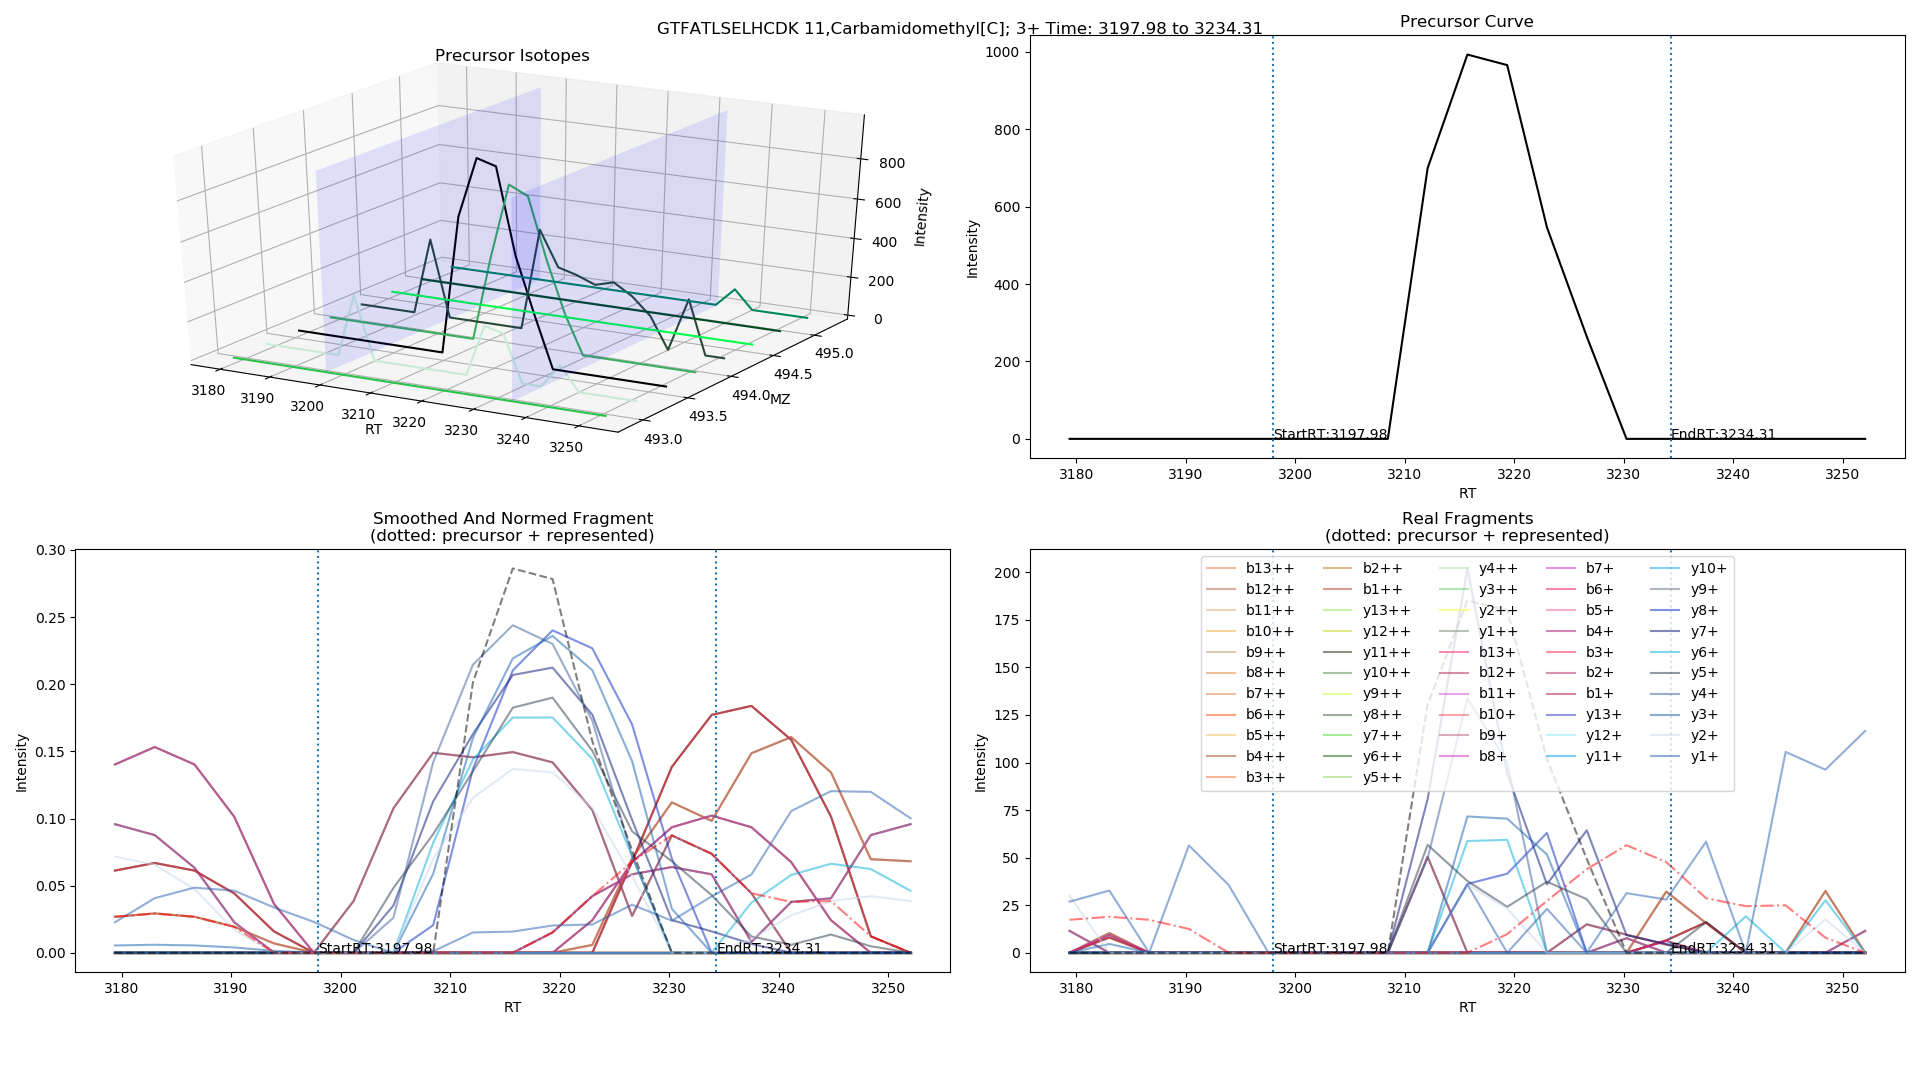 GTFATLSELHCDK 11,Carbamidomethyl[C]; 3+ Time: 3197.98 to 3234.31
Precursor Isotopes
800
600
400
200
0
Intensity
3180
3190
3200
3210
3220
3230
3240
3250
RT
493.0
493.5
494.0
494.5
495.0
MZ
Precursor Curve
1000
800
600
400
200
0
Intensity
StartRT:3197.98
EndRT:3234.31
3180 3190 3200 3210 3220 3230 3240 3250
RT
Smoothed And Normed Fragment
(dotted: precursor + represented)
0.30
0.25
0.20
0.15
0.10
0.05
0.00
Intensity
StartRT:3197.98
EndRT:3234.31
3180 3190 3200 3210 3220 3230 3240 3250
RT
Real Fragments
(dotted: precursor + represented)
200
175
150
125
100
75
50
25
0
Intensity
b13++
b12++
b11++
b10++
b9++
b8++
b7++
b6++
b5++
b4++
b3++
b2++
b1++
y13++
y12++
y11++
y10++
y9++
y8++
y7++
y6++
y5++
y4++
y3++
y2++
y1++
b13+
b12+
b11+
b10+
b9+
b8+
b7+
b6+
b5+
b4+
b3+
b2+
b1+
y13+
y12+
y11+
y10+
y9+
y8+
y7+
y6+
y5+
y4+
y3+
y2+
y1+
StartRT:3197.98
EndRT:3234.31
3180 3190 3200 3210 3220 3230 3240 3250
RT